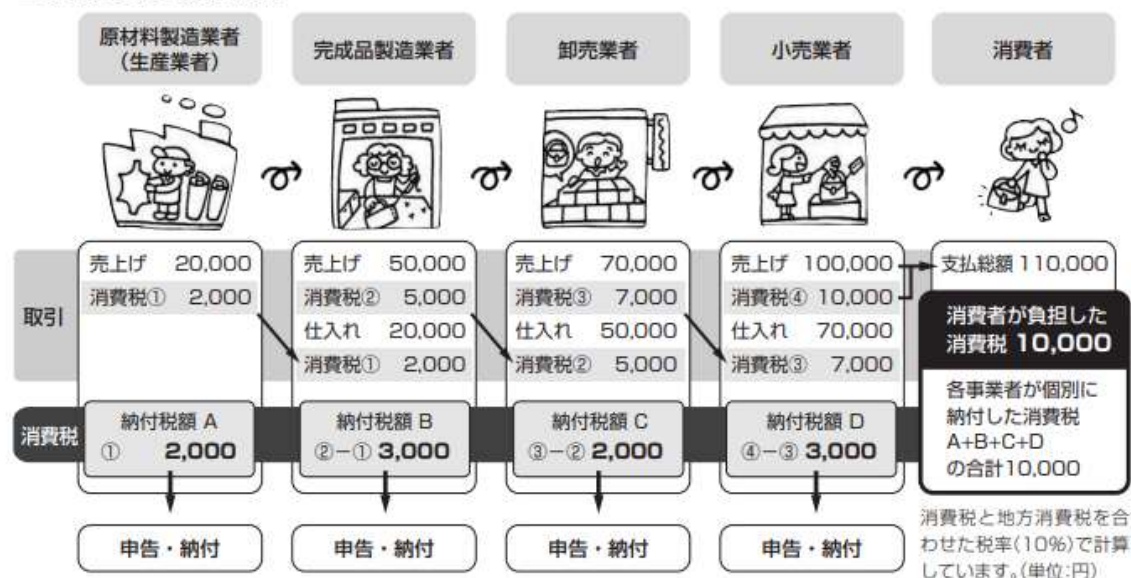 原材料製造業者
（生産業者）
完成品製造業者
卸売業者
小売業者
消費者
取引
売上げ 20,000
消費税① 2,000
売上げ 50,000
消費税② 5,000
仕入れ 20,000
消費税① 2,000
売上げ 70,000
消費税③ 7,000
仕入れ 50,000
消費税② 5,000
売上げ 100,000
消費税④ 10,000
仕入れ 70,000
消費税③ 7,000
支払総額 110,000
消費者が負担した
消費税 10,000
各事業者が個別に
納付した消費税
A+B+C+D
の合計10,000
消費税
納付税額 A
① 2,000
納付税額 B
②－① 3,000
納付税額 C
③－② 2,000
納付税額 D
④－③ 3,000
申告・納付
申告・納付
申告・納付
申告・納付
消費税と地方消費税を合
わせた税率(10%)で計算
しています。(単位:円)